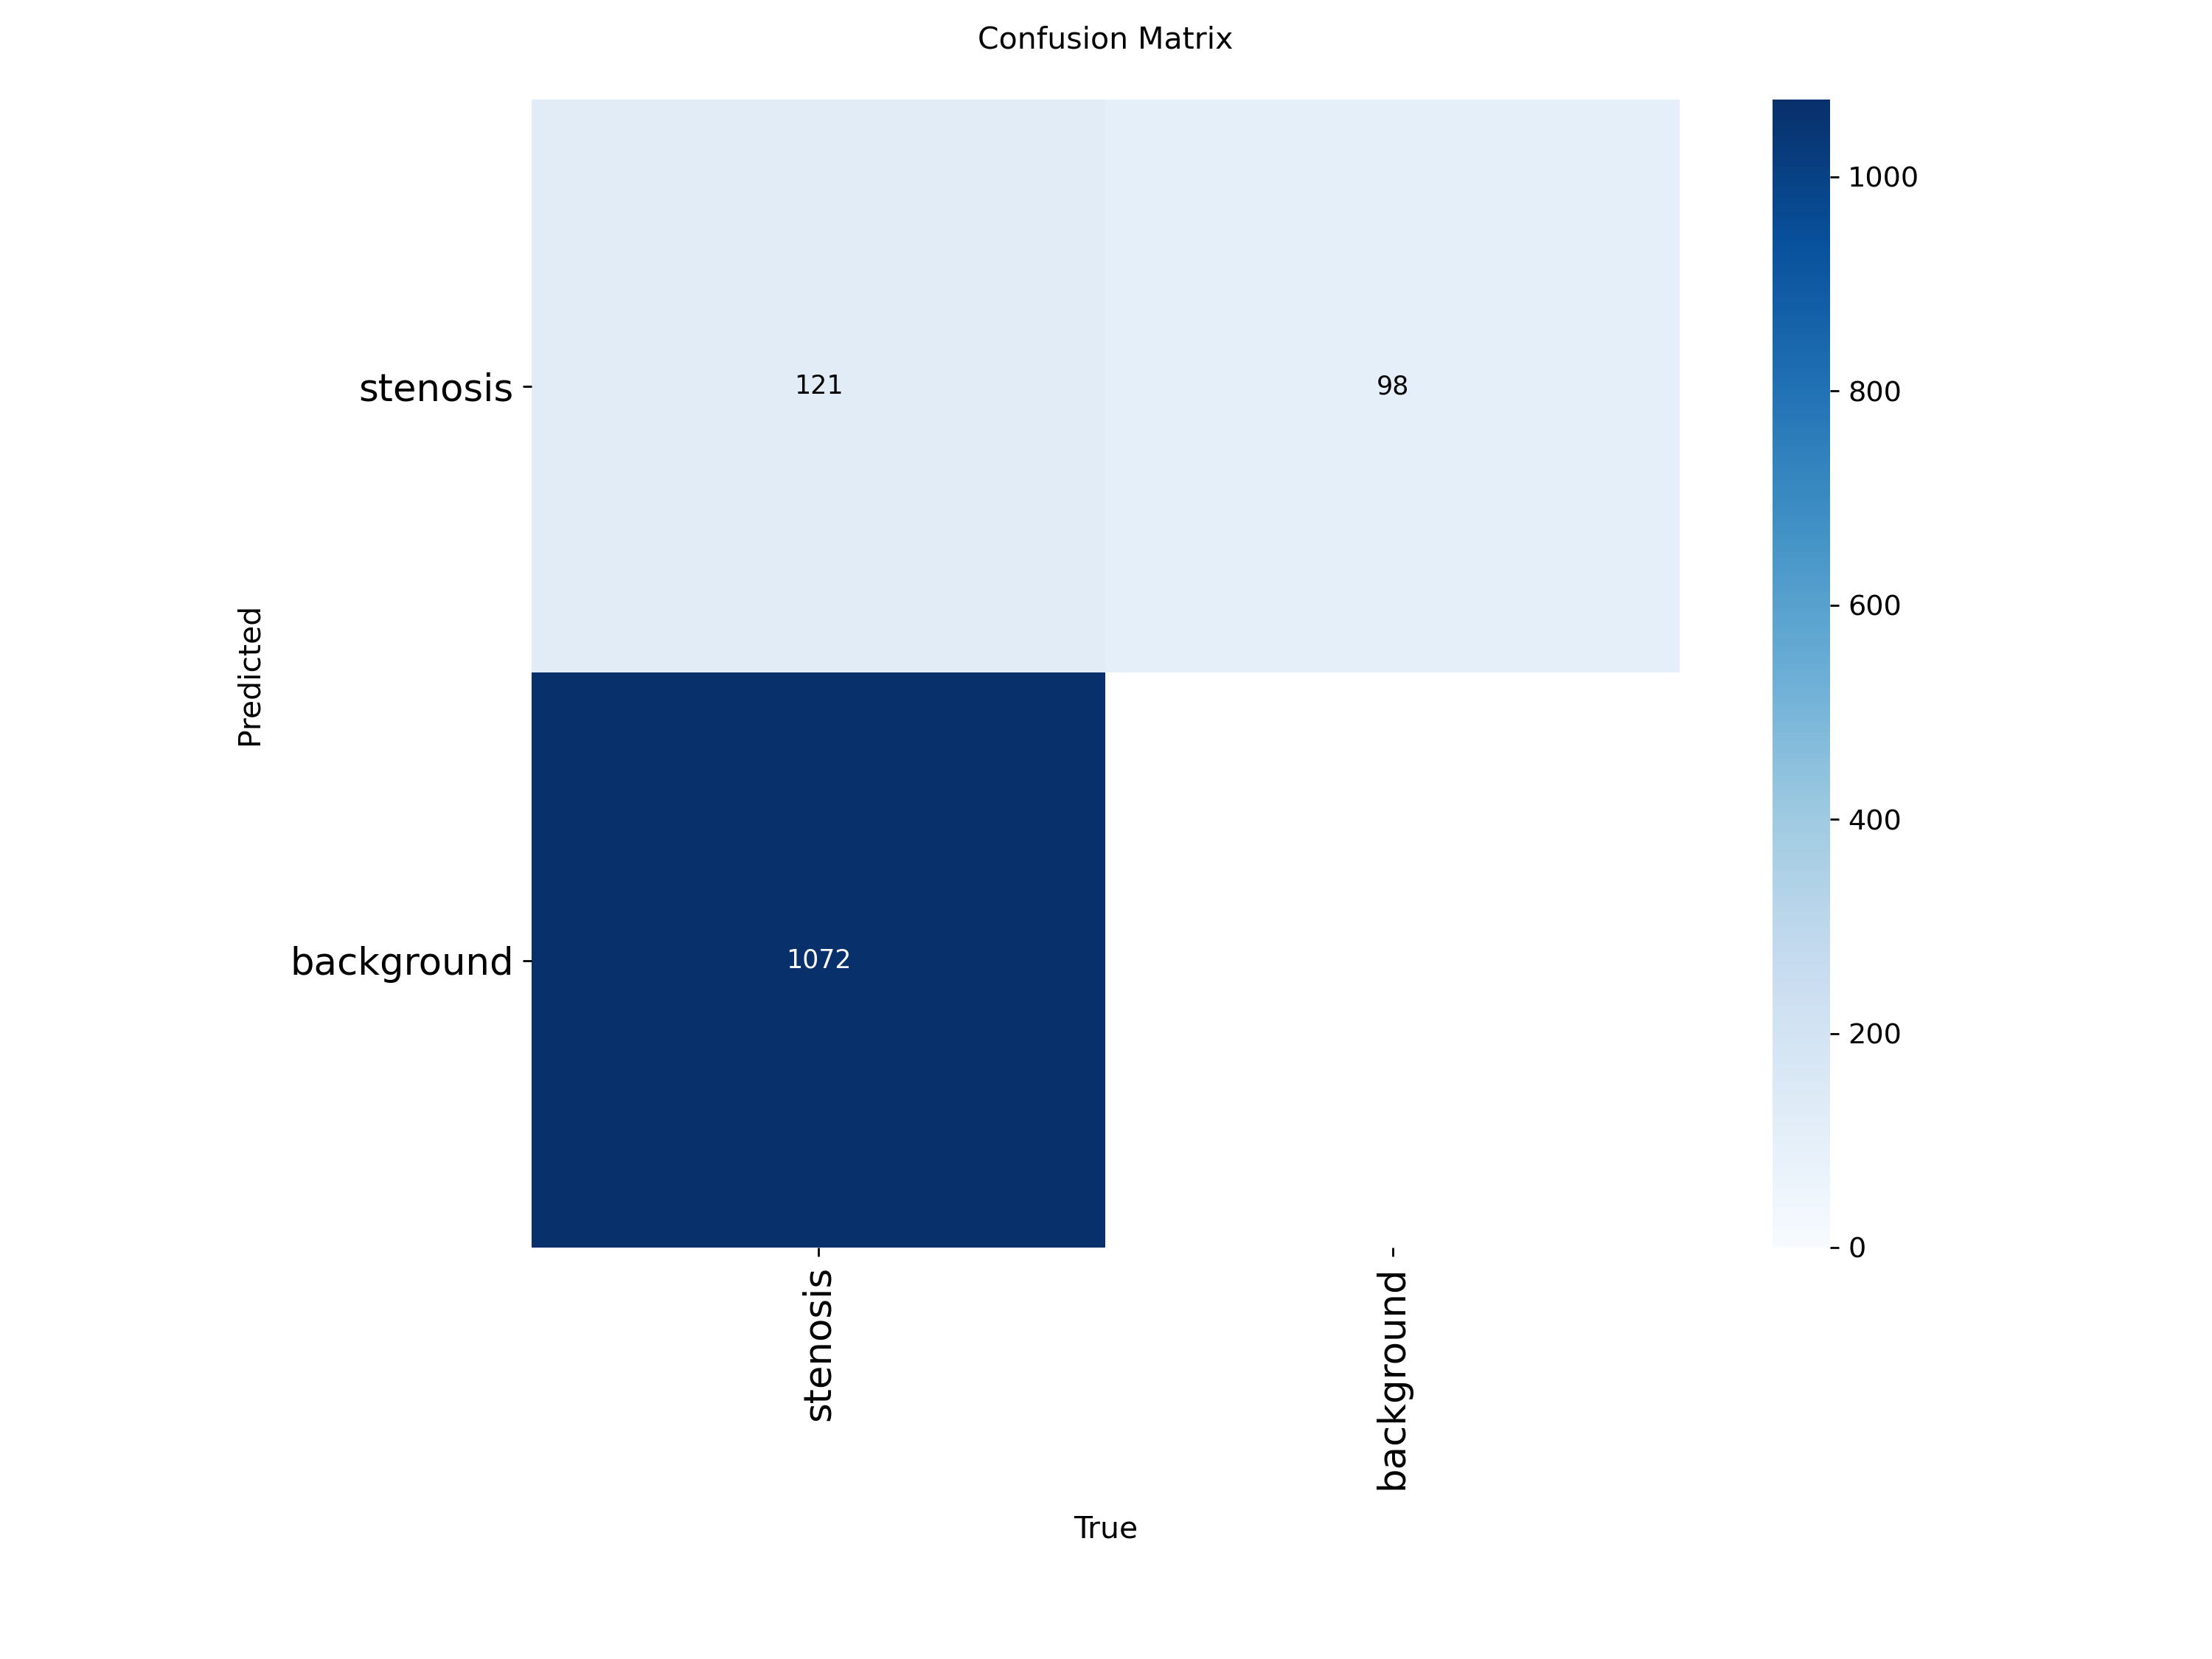 Confusion Matrix
stenosis
121
98
1000
800
600
400
200
0
Predicted
background
1072
stenosis
background
True